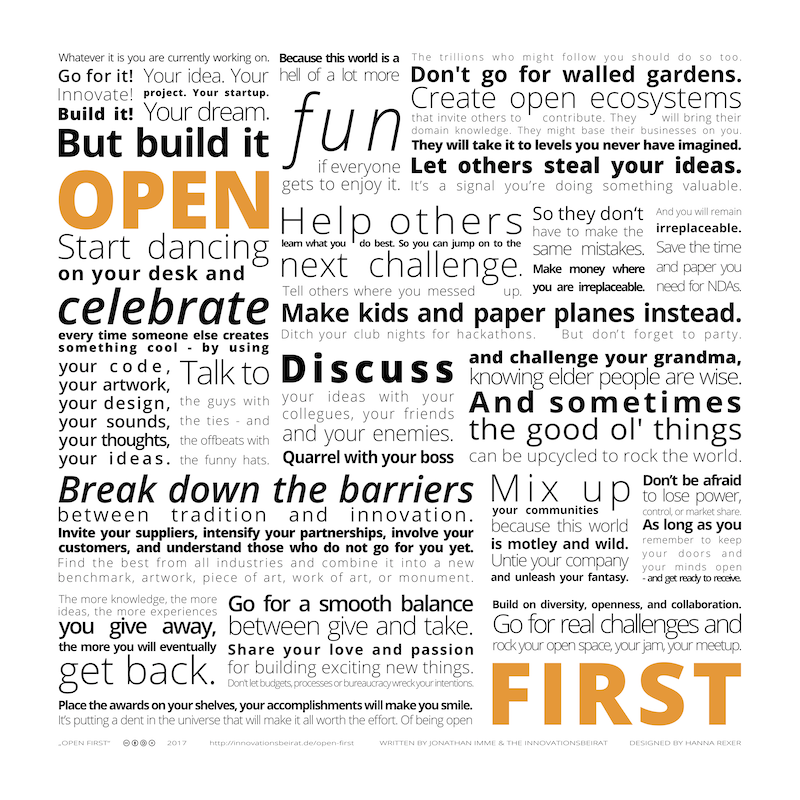 Whatever it is you are currently working on.
Go for it! Your idea. Your
Innovate! project. Your startup.
Build it! Your dream.
But build it
OPEN
Start dancing
on your desk and
celebrate
every time someone else creates
something cool - by using
your code,
your artwork,
your design,
your sounds,
your thoughts,
your ideas.
Talk to
the guys with
the ties - and
the offbeats with
the funny hats.
Because this world is a
hell of a lot more
fun
if everyone
gets to enjoy it.
The trillions who might follow you should do so too.
Don't go for walled gardens.
Create open ecosystems
that invite others to contribute. They will bring their
domain knowledge. They might base their businesses on you.
They will take it to levels you never have imagined.
Let others steal your ideas.
It's a signal you're doing something valuable.
Help others
learn what you do best. So you can jump on to the
next challenge.
Tell others where you messed up.
So they don't
have to make the
same mistakes.
Make money where
you are irreplaceable.
And you will remain
irreplaceable.
Save the time
and paper you
need for NDAs.
Make kids and paper planes instead.
Ditch your club nights for hackathons. But don't forget to party.
Discuss
your ideas with your
collegues, your friends
and your enemies.
Quarrel with your boss
and challenge your grandma,
knowing elder people are wise.
And sometimes
the good ol' things
can be upcycled to rock the world.
Break down the barriers
between tradition and innovation.
Invite your suppliers, intensify your partnerships, involve your
customers, and understand those who do not go for you yet.
Find the best from all industries and combine it into a new
benchmark, artwork, piece of art, work of art, or monument.
Mix up
your communities
because this world
is motley and wild.
Untie your company
and unleash your fantasy.
Don't be afraid
to lose power,
control, or market share.
As long as you
remember to keep
your doors and
your minds open
- and get ready to receive.
The more knowledge, the more
ideas, the more experiences
you give away,
the more you will eventually
get back.
Go for a smooth balance
between give and take.
Share your love and passion
for building exciting new things.
Don't let budgets, processes or bureaucracy wreck your intentions.
Place the awards on your shelves, your accomplishments will make you smile.
It's putting a dent in the universe that will make it all worth the effort. Of being open
Build on diversity, openness, and collaboration.
Go for real challenges and
rock your open space, your jam, your meetup.
FIRST
„OPEN FIRST“ 2017 http://innovationsbeirat.de/open-first WRITTEN BY JONATHAN IMME & THE INNOVATIONSBEIRAT DESIGNED BY HANNA REXER